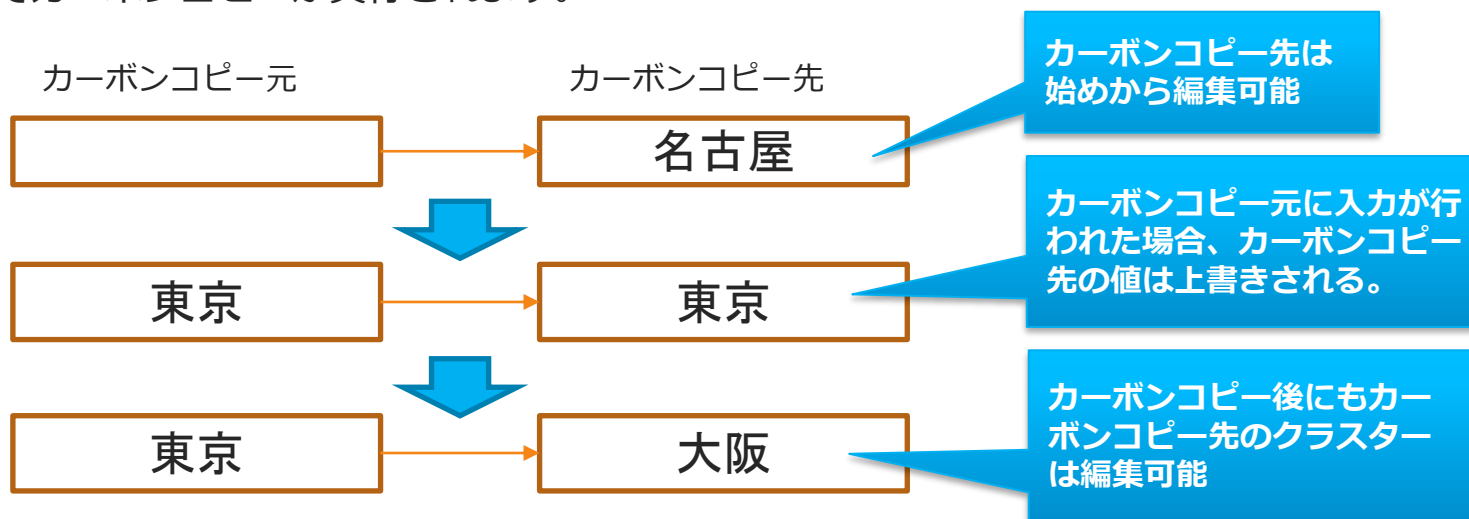 カーボンコピー元
カーボンコピー先
名古屋
カーボンコピー先は
始めから編集可能
東京
東京
カーボンコピー元に入力が行
われた場合、カーボンコピー
先の値は上書きされる。
東京
大阪
カーボンコピー後にもカー
ボンコピー先のクラスター
は編集可能